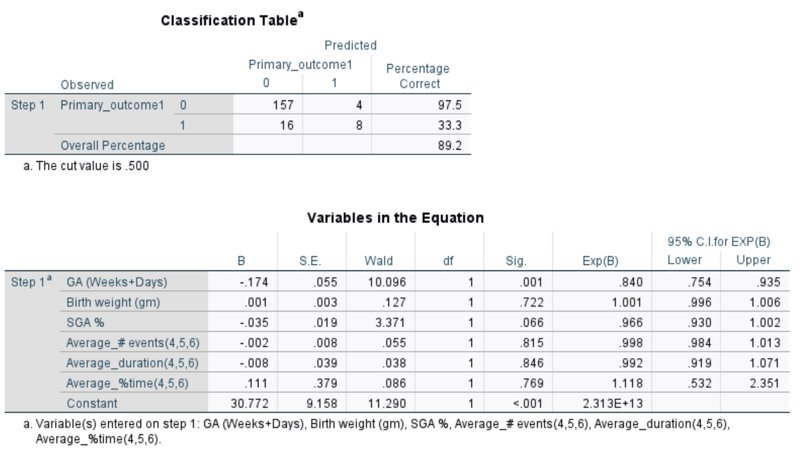 Classification Tableᵃ
Predicted
Primary_outcome1 Percentage Correct
Observed 0 1
Step 1 Primary_outcome1 0 157 4 97.5
1 16 8 33.3
Overall Percentage 89.2
a. The cut value is .500
Variables in the Equation
95% C.I.for EXP(B)
B S.E. Wald df Sig. Exp(B) Lower Upper
Step 1ᵃ GA (Weeks+Days) -.174 .055 10.096 1 .001 .840 .754 .935
Birth weight (gm) .001 .003 .127 1 .722 1.001 .996 1.006
SGA % -.035 .019 3.371 1 .066 .966 .930 1.002
Average_# events(4,5,6) -.002 .008 .055 1 .815 .998 .984 1.013
Average_duration(4,5,6) -.008 .039 .038 1 .846 .992 .919 1.071
Average_%time(4,5,6) .111 .379 .086 1 .769 1.118 .532 2.351
Constant 30.772 9.158 11.290 1 <.001 2.313E+13
a. Variable(s) entered on step 1: GA (Weeks+Days), Birth weight (gm), SGA %, Average_# events(4,5,6), Average_duration(4,5,6),
Average_%time(4,5,6).